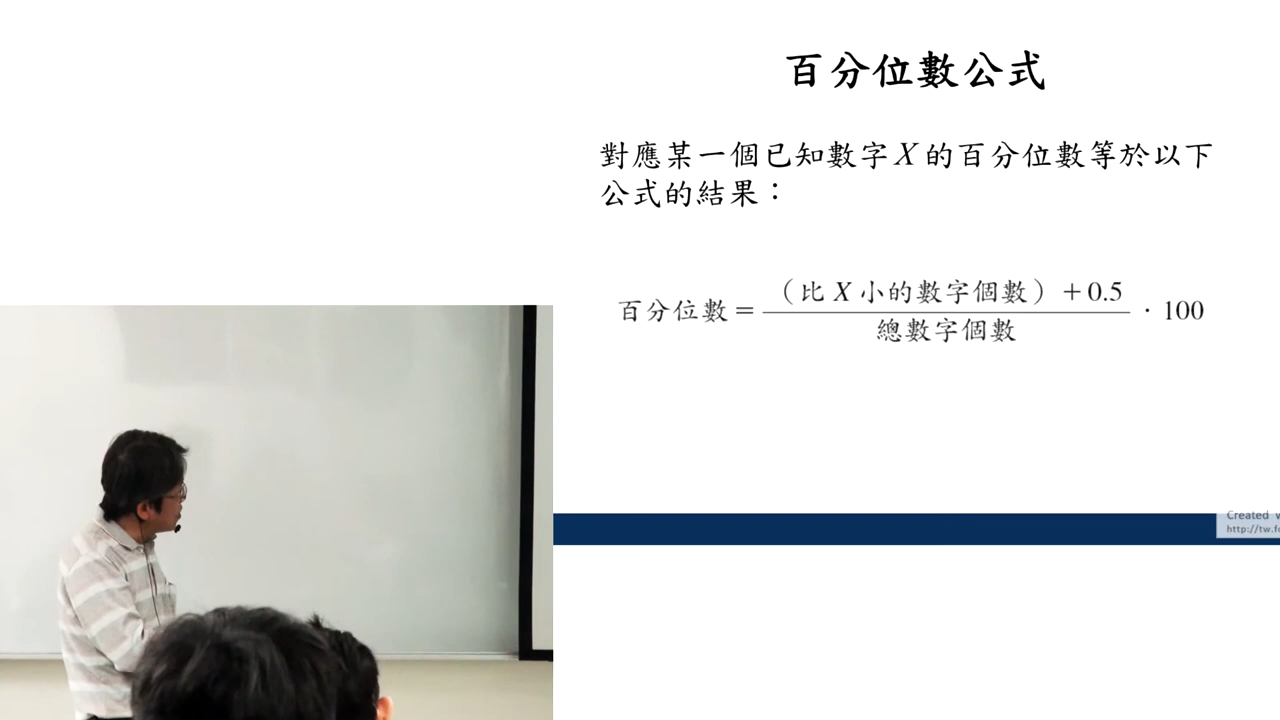 百分位數公式
對應某一個已知數字 X 的百分位數等於以下
公式的結果：
百分位數 = （比 X 小的數字個數）+ 0.5 / 總數字個數 · 100
Created
http://tw.fo